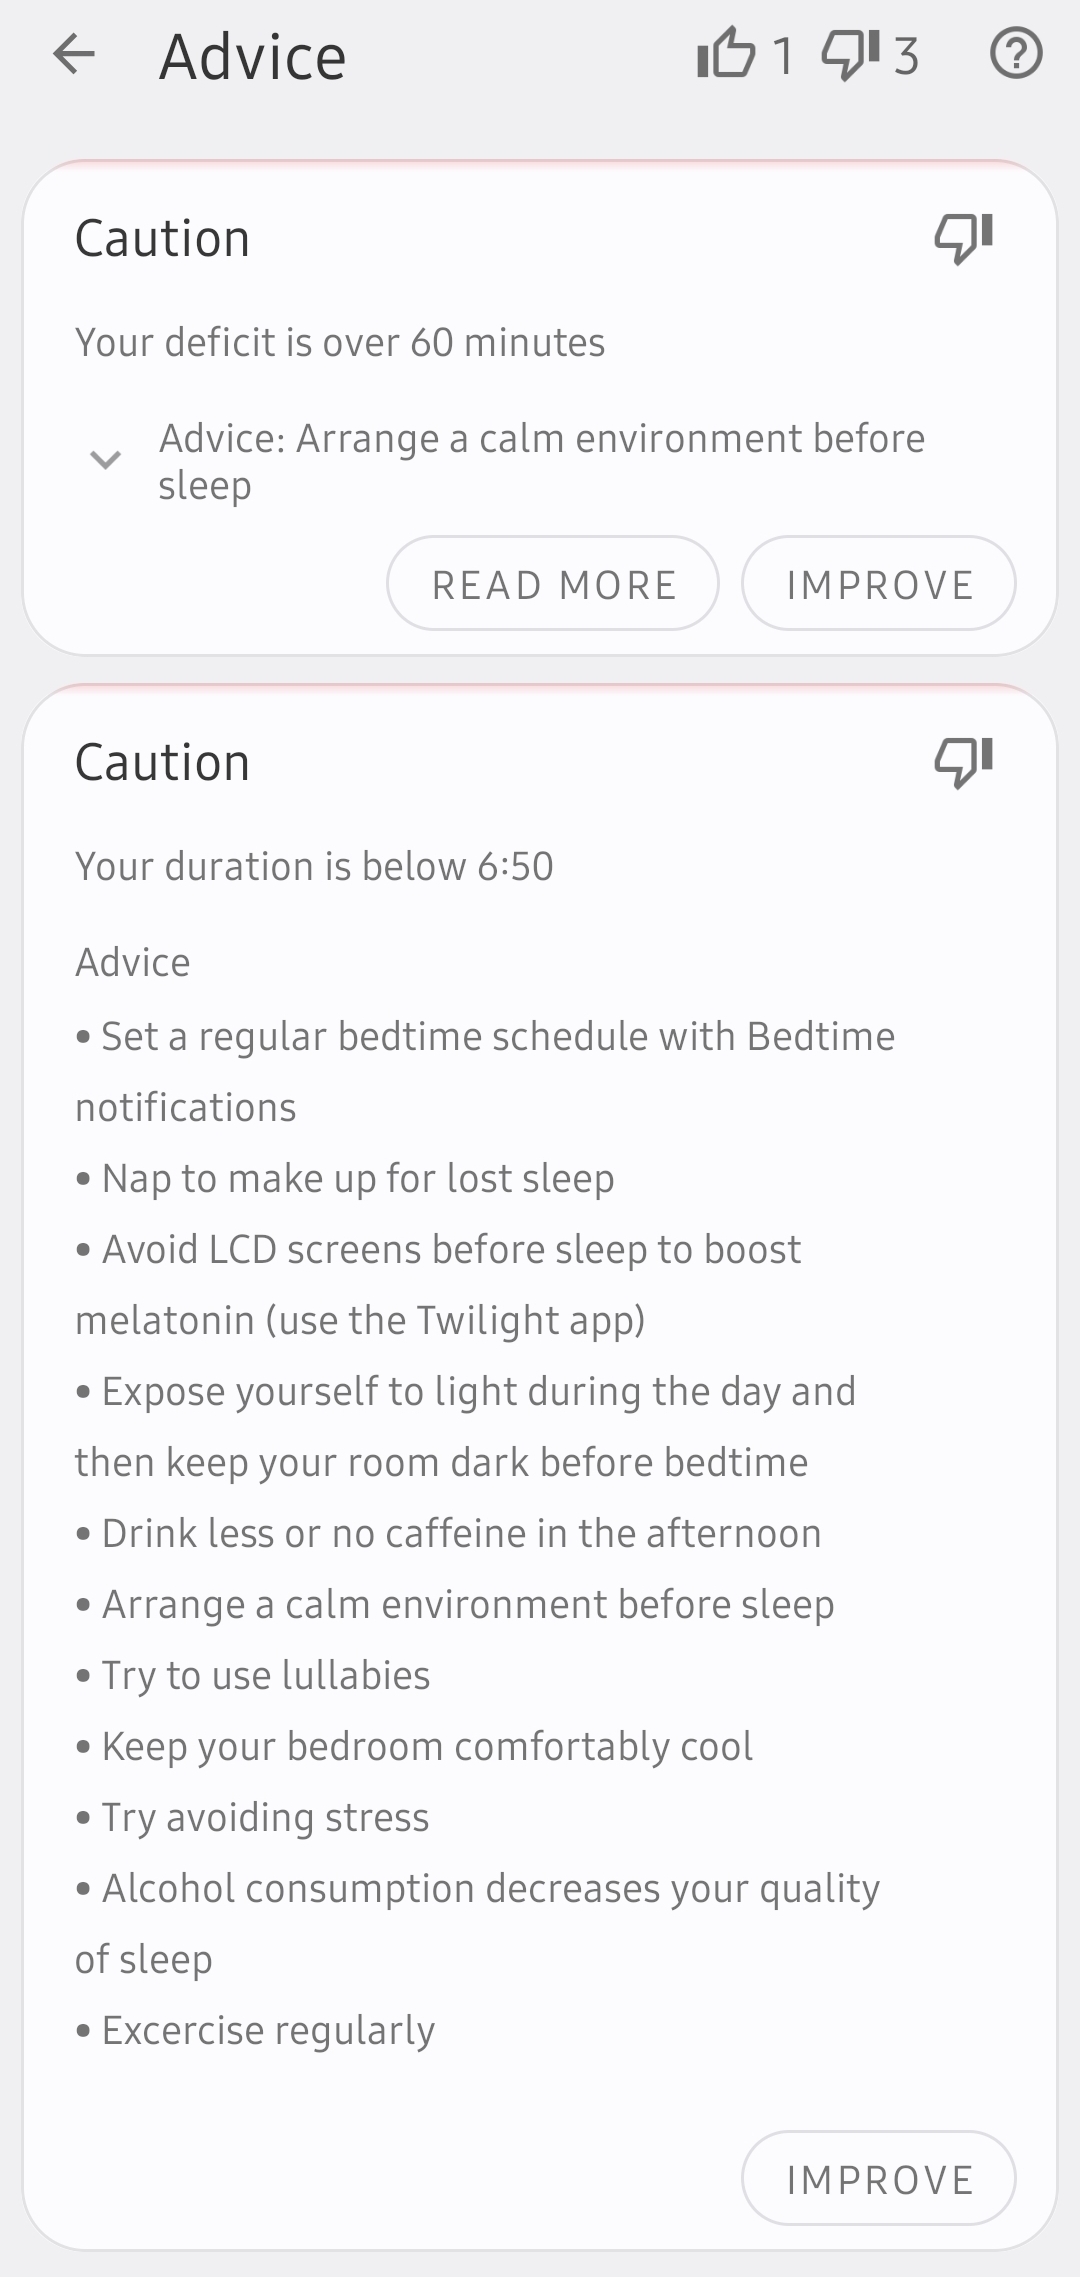 Advice 1 3
Caution
Your deficit is over 60 minutes
Advice: Arrange a calm environment before
sleep
READ MORE IMPROVE
Caution
Your duration is below 6:50
Advice
• Set a regular bedtime schedule with Bedtime
notifications
• Nap to make up for lost sleep
• Avoid LCD screens before sleep to boost
melatonin (use the Twilight app)
• Expose yourself to light during the day and
then keep your room dark before bedtime
• Drink less or no caffeine in the afternoon
• Arrange a calm environment before sleep
• Try to use lullabies
• Keep your bedroom comfortably cool
• Try avoiding stress
• Alcohol consumption decreases your quality
of sleep
• Excercise regularly
IMPROVE